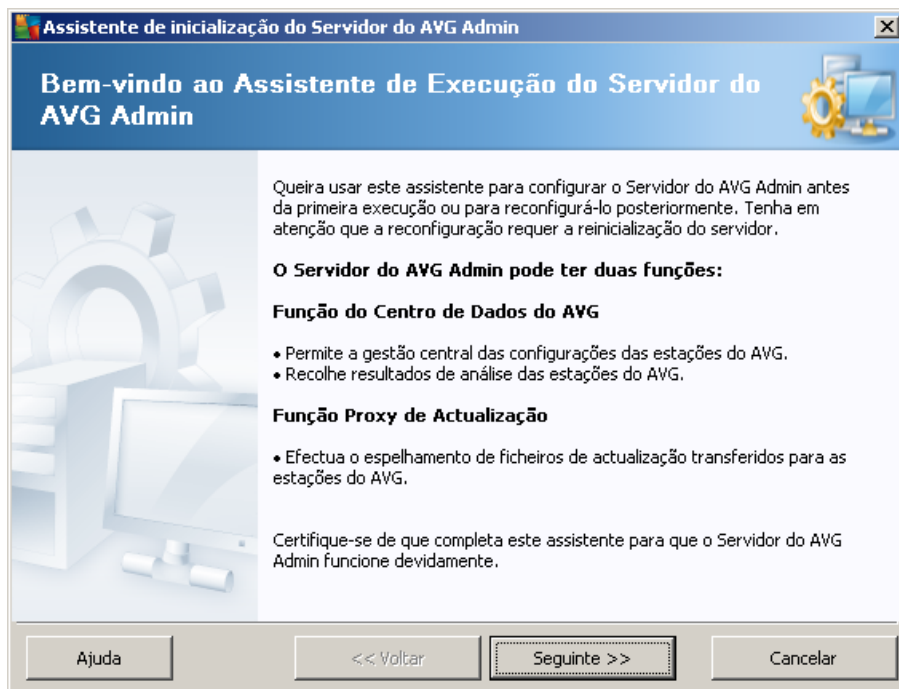 Assistente de inicialização do Servidor do AVG Admin
Bem-vindo ao Assistente de Execução do Servidor do
AVG Admin
Queira usar este assistente para configurar o Servidor do AVG Admin antes
da primeira execução ou para reconfigurá-lo posteriormente. Tenha em
atenção que a reconfiguração requer a reinicialização do servidor.
O Servidor do AVG Admin pode ter duas funções:
Função do Centro de Dados do AVG
• Permite a gestão central das configurações das estações do AVG.
• Recolhe resultados de análise das estações do AVG.
Função Proxy de Actualização
• Efectua o espelhamento de ficheiros de actualização transferidos para as
estações do AVG.
Certifique-se de que completa este assistente para que o Servidor do AVG
Admin funcione devidamente.
Ajuda
<< Voltar
Seguinte >>
Cancelar